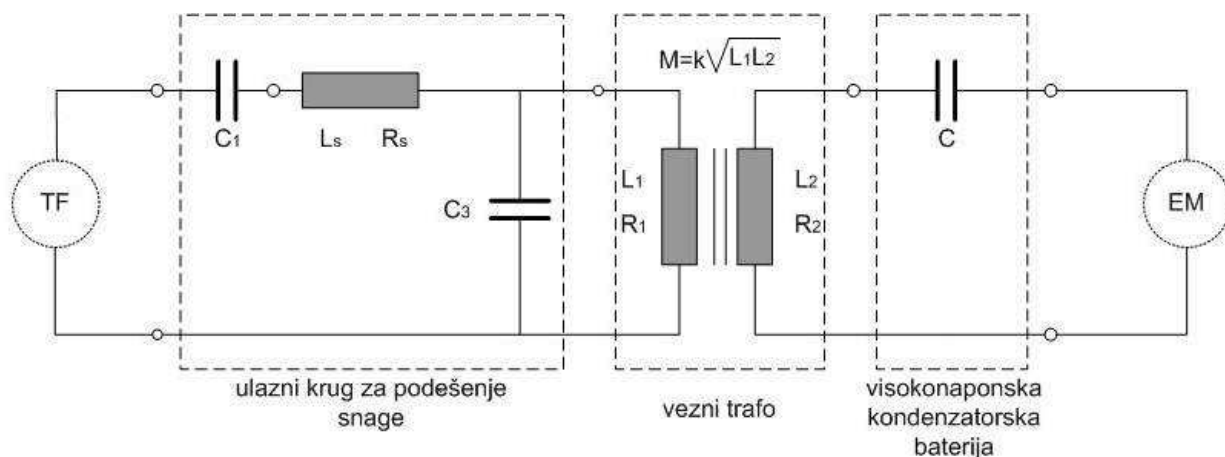 M=k√L₁L₂
C₁
Lₛ Rₛ
C
TF
C₃
L₁
R₁
L₂
R₂
EM
ulazni krug za podešenje
snage
vezni trafo
visokonaponska
kondenzatorska
baterija